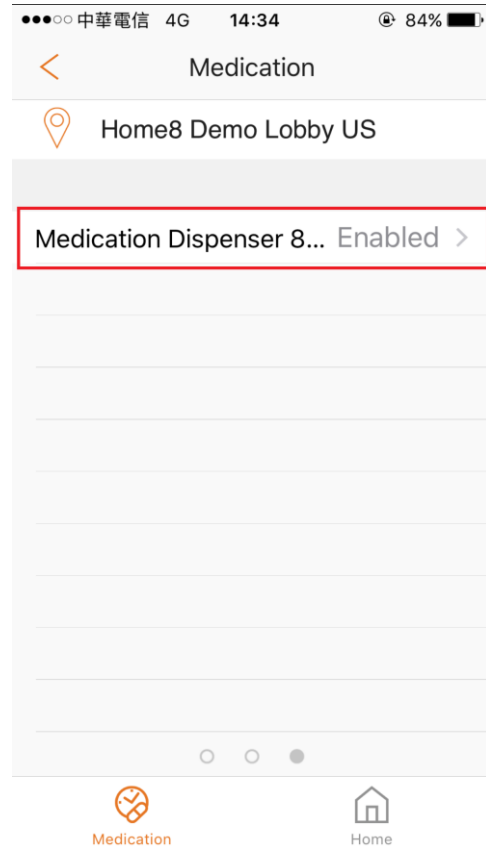 中華電信 4G 14:34 84%
Medication
Home8 Demo Lobby US
Medication Dispenser 8... Enabled
Medication Home